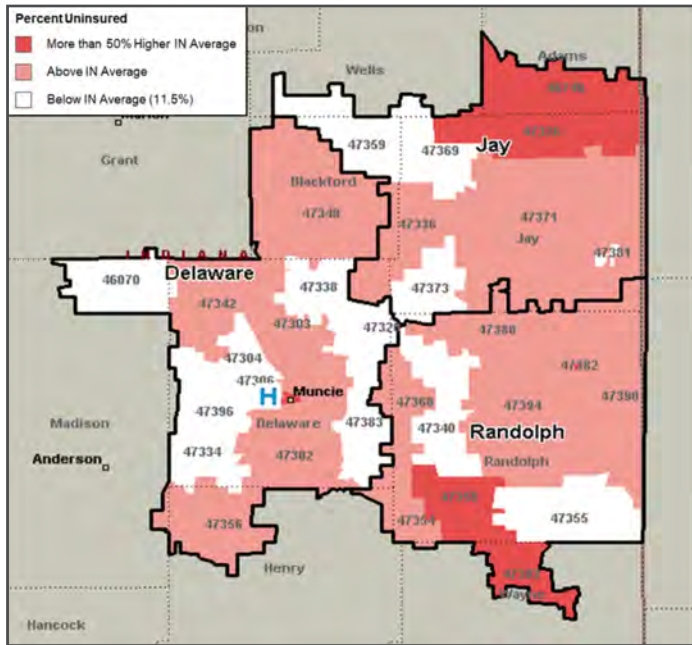 Percent Uninsured
More than 50% Higher IN Average
Above IN Average
Below IN Average (11.5%)
Wells
Adams
Grant
47359
47369
Jay
Blackford
47348
47336
47371
Jay
47381
INDIANA
Delaware
46070
47338
47373
47342
47303
47320
47380
47304
47306
H
Muncie
47368
47394
47390
47396
Delaware
47383
47340
Randolph
Madison
47334
47302
Randolph
Anderson
47356
47354
47355
Henry
Wayne
Hancock